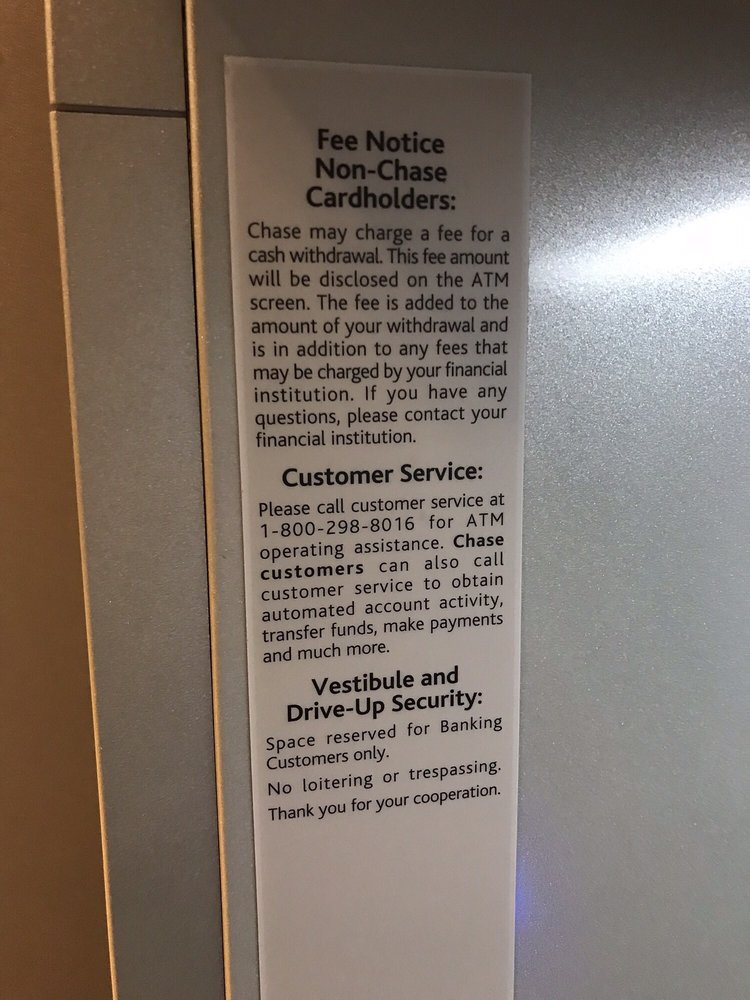 Fee Notice
Non-Chase
Cardholders:
Chase may charge a fee for a
cash withdrawal. This fee amount
will be disclosed on the ATM
screen. The fee is added to the
amount of your withdrawal and
is in addition to any fees that
may be charged by your financial
institution. If you have any
questions, please contact your
financial institution.
Customer Service:
Please call customer service at
1-800-298-8016 for ATM
operating assistance. Chase
customers can also call
customer service to obtain
automated account activity,
transfer funds, make payments
and much more.
Vestibule and
Drive-Up Security:
Space reserved for Banking
Customers only.
No loitering or trespassing.
Thank you for your cooperation.